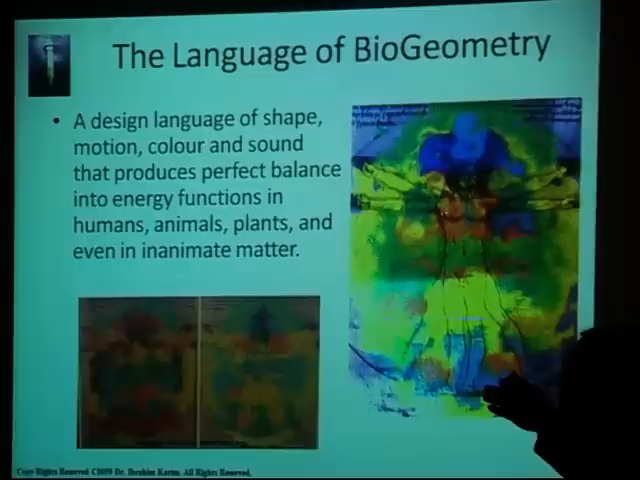 The Language of BioGeometry
• A design language of shape,
motion, colour and sound
that produces perfect balance
into energy functions in
humans, animals, plants, and
even in inanimate matter.
Copy Rights Reserved C2009 Dr. Ibrahim Karim. All Rights Reserved.